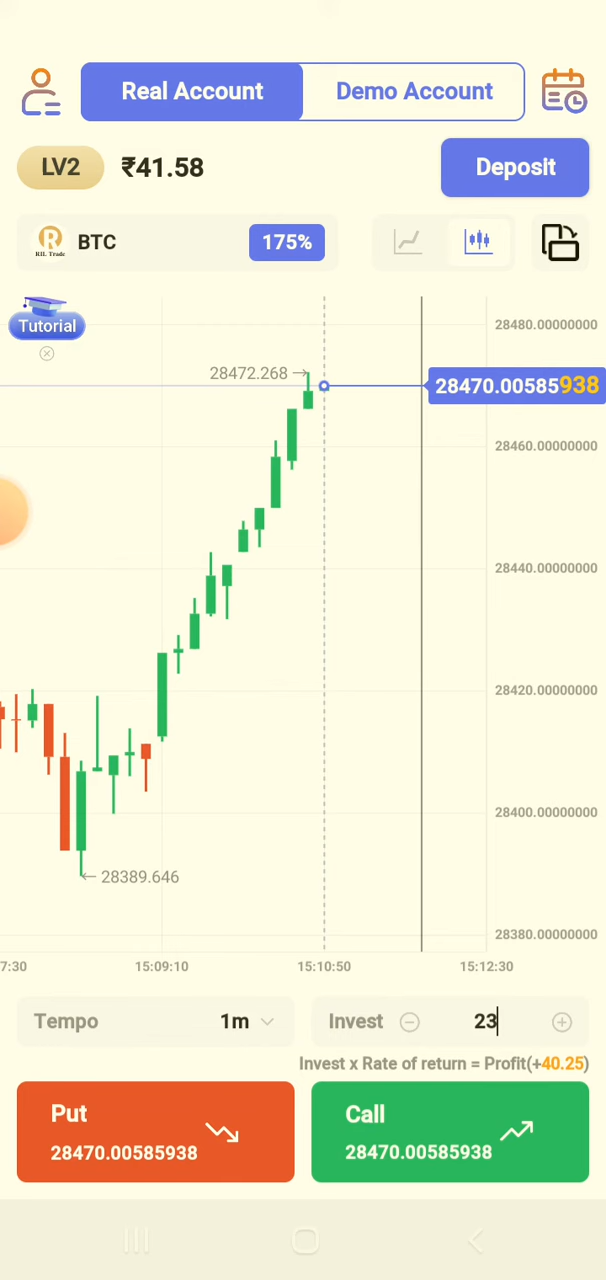 Real Account Demo Account
LV2 ₹41.58 Deposit
RIL Trade BTC 175%
Tutorial
28480.00000000
28472.268
28470.00585938
28460.00000000
28440.00000000
28420.00000000
28400.00000000
28389.646
28380.00000000
7:30 15:09:10 15:10:50 15:12:30
Tempo 1m Invest 23
Invest x Rate of return = Profit(+40.25)
Put Call
28470.00585938 28470.00585938